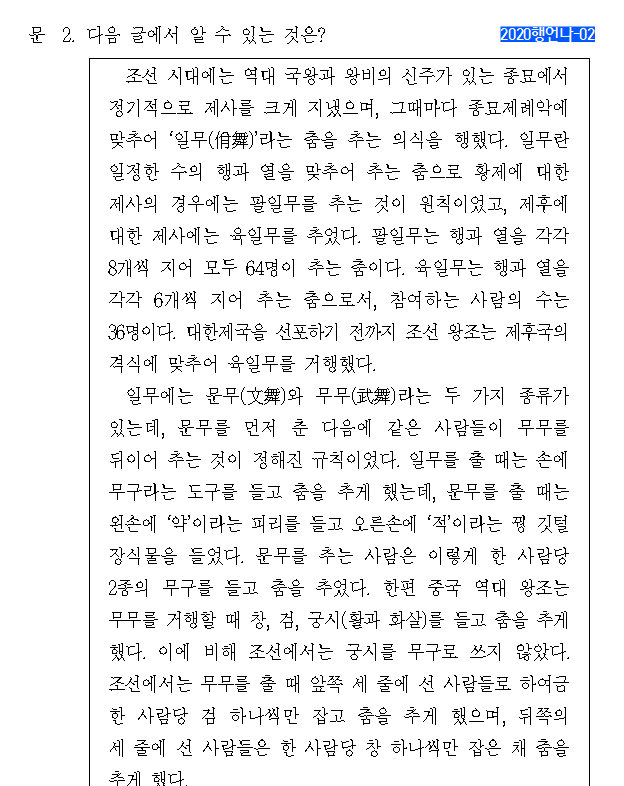 문 2. 다음 글에서 알 수 있는 것은?
2020행언나-02
조선 시대에는 역대 국왕과 왕비의 신주가 있는 종묘에서
정기적으로 제사를 크게 지냈으며, 그때마다 종묘제례악에
맞추어 ‘일무(佾舞)’라는 춤을 추는 의식을 행했다. 일무란
일정한 수의 행과 열을 맞추어 추는 춤으로 황제에 대한
제사의 경우에는 팔일무를 추는 것이 원칙이었고, 제후에
대한 제사에는 육일무를 추었다. 팔일무는 행과 열을 각각
8개씩 지어 모두 64명이 추는 춤이다. 육일무는 행과 열을
각각 6개씩 지어 추는 춤으로서, 참여하는 사람의 수는
36명이다. 대한제국을 선포하기 전까지 조선 왕조는 제후국의
격식에 맞추어 육일무를 거행했다.
일무에는 문무(文舞)와 무무(武舞)라는 두 가지 종류가
있는데, 문무를 먼저 춘 다음에 같은 사람들이 무무를
뒤이어 추는 것이 정해진 규칙이었다. 일무를 출 때는 손에
무구라는 도구를 들고 춤을 추게 했는데, 문무를 출 때는
왼손에 ‘약’이라는 피리를 들고 오른손에 ‘적’이라는 꿩 깃털
장식물을 들었다. 문무를 추는 사람은 이렇게 한 사람당
2종의 무구를 들고 춤을 추었다. 한편 중국 역대 왕조는
무무를 거행할 때 창, 검, 궁시(활과 화살)를 들고 춤을 추게
했다. 이에 비해 조선에서는 궁시를 무구로 쓰지 않았다.
조선에서는 무무를 출 때 앞쪽 세 줄에 선 사람들로 하여금
한 사람당 검 하나씩만 잡고 춤을 추게 했으며, 뒤쪽의
세 줄에 선 사람들은 한 사람당 창 하나씩만 잡은 채 춤을
추게 했다.